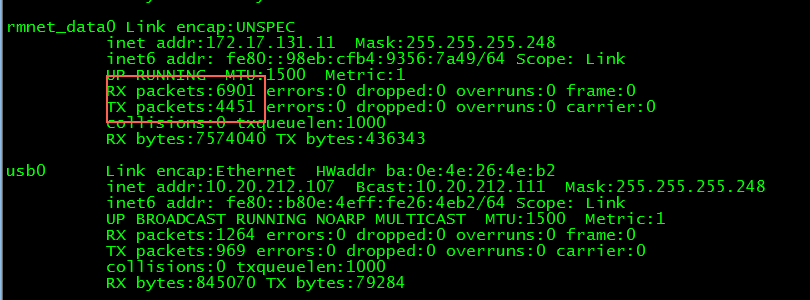 rmnet_data0 Link encap:UNSPEC
inet addr:172.17.131.11 Mask:255.255.255.248
inet6 addr: fe80::98eb:cfb4:9356:7a49/64 Scope: Link
UP RUNNING MTU:1500 Metric:1
RX packets:6901 errors:0 dropped:0 overruns:0 frame:0
TX packets:4451 errors:0 dropped:0 overruns:0 carrier:0
collisions:0 txqueuelen:1000
RX bytes:7574040 TX bytes:436343
usb0 Link encap:Ethernet HWaddr ba:0e:4e:26:4e:b2
inet addr:10.20.212.107 Bcast:10.20.212.111 Mask:255.255.255.248
inet6 addr: fe80::b80e:4eff:fe26:4eb2/64 Scope: Link
UP BROADCAST RUNNING NOARP MULTICAST MTU:1500 Metric:1
RX packets:1264 errors:0 dropped:0 overruns:0 frame:0
TX packets:969 errors:0 dropped:0 overruns:0 carrier:0
collisions:0 txqueuelen:1000
RX bytes:845070 TX bytes:79284